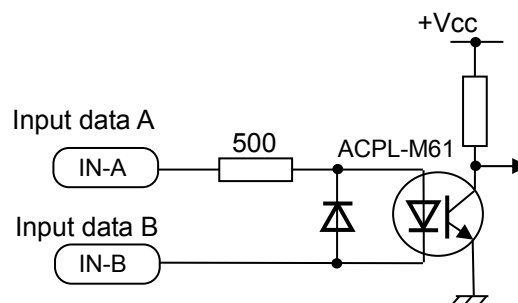 +Vcc
Input data A
500
ACPL-M61
IN-A
Input data B
IN-B